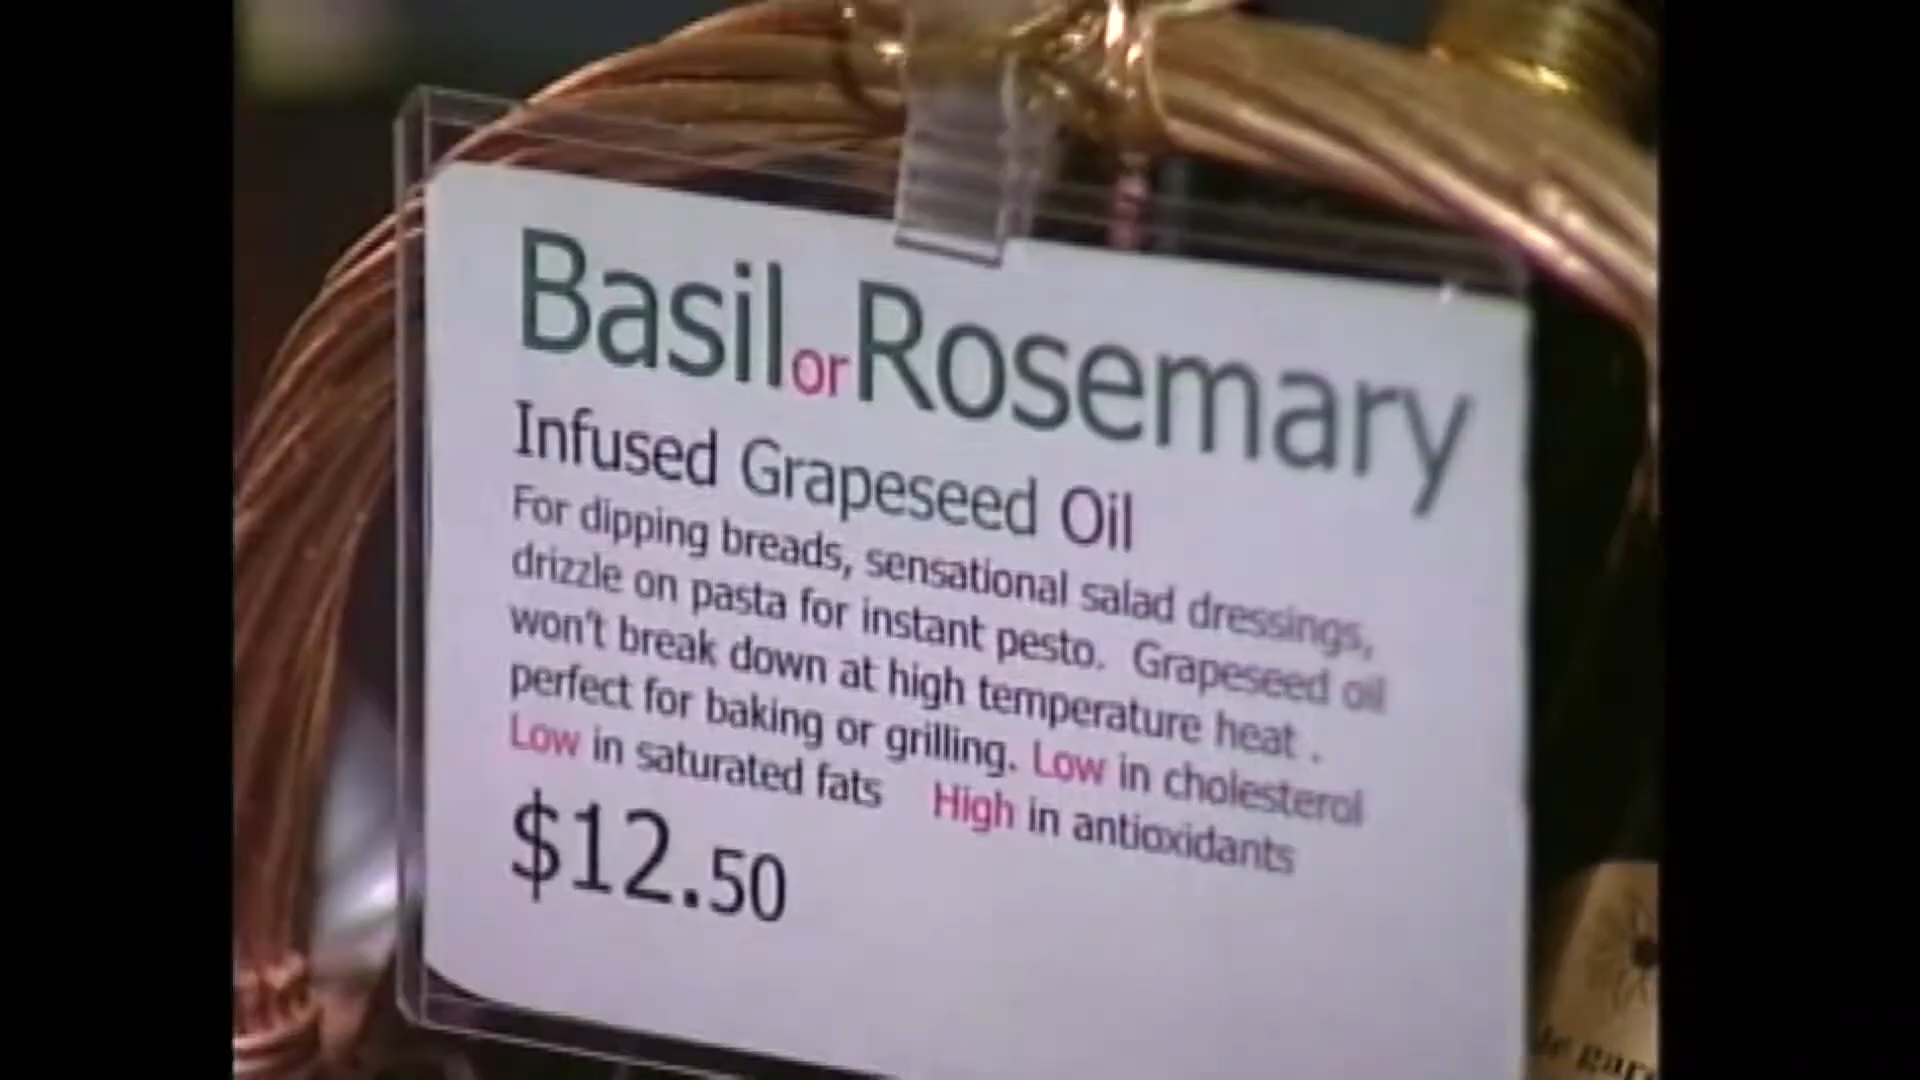 Basil or Rosemary
Infused Grapeseed Oil
For dipping breads, sensational salad dressings,
drizzle on pasta for instant pesto. Grapeseed oil
won't break down at high temperature heat .
perfect for baking or grilling. Low in cholesterol
Low in saturated fats High in antioxidants
$12.50